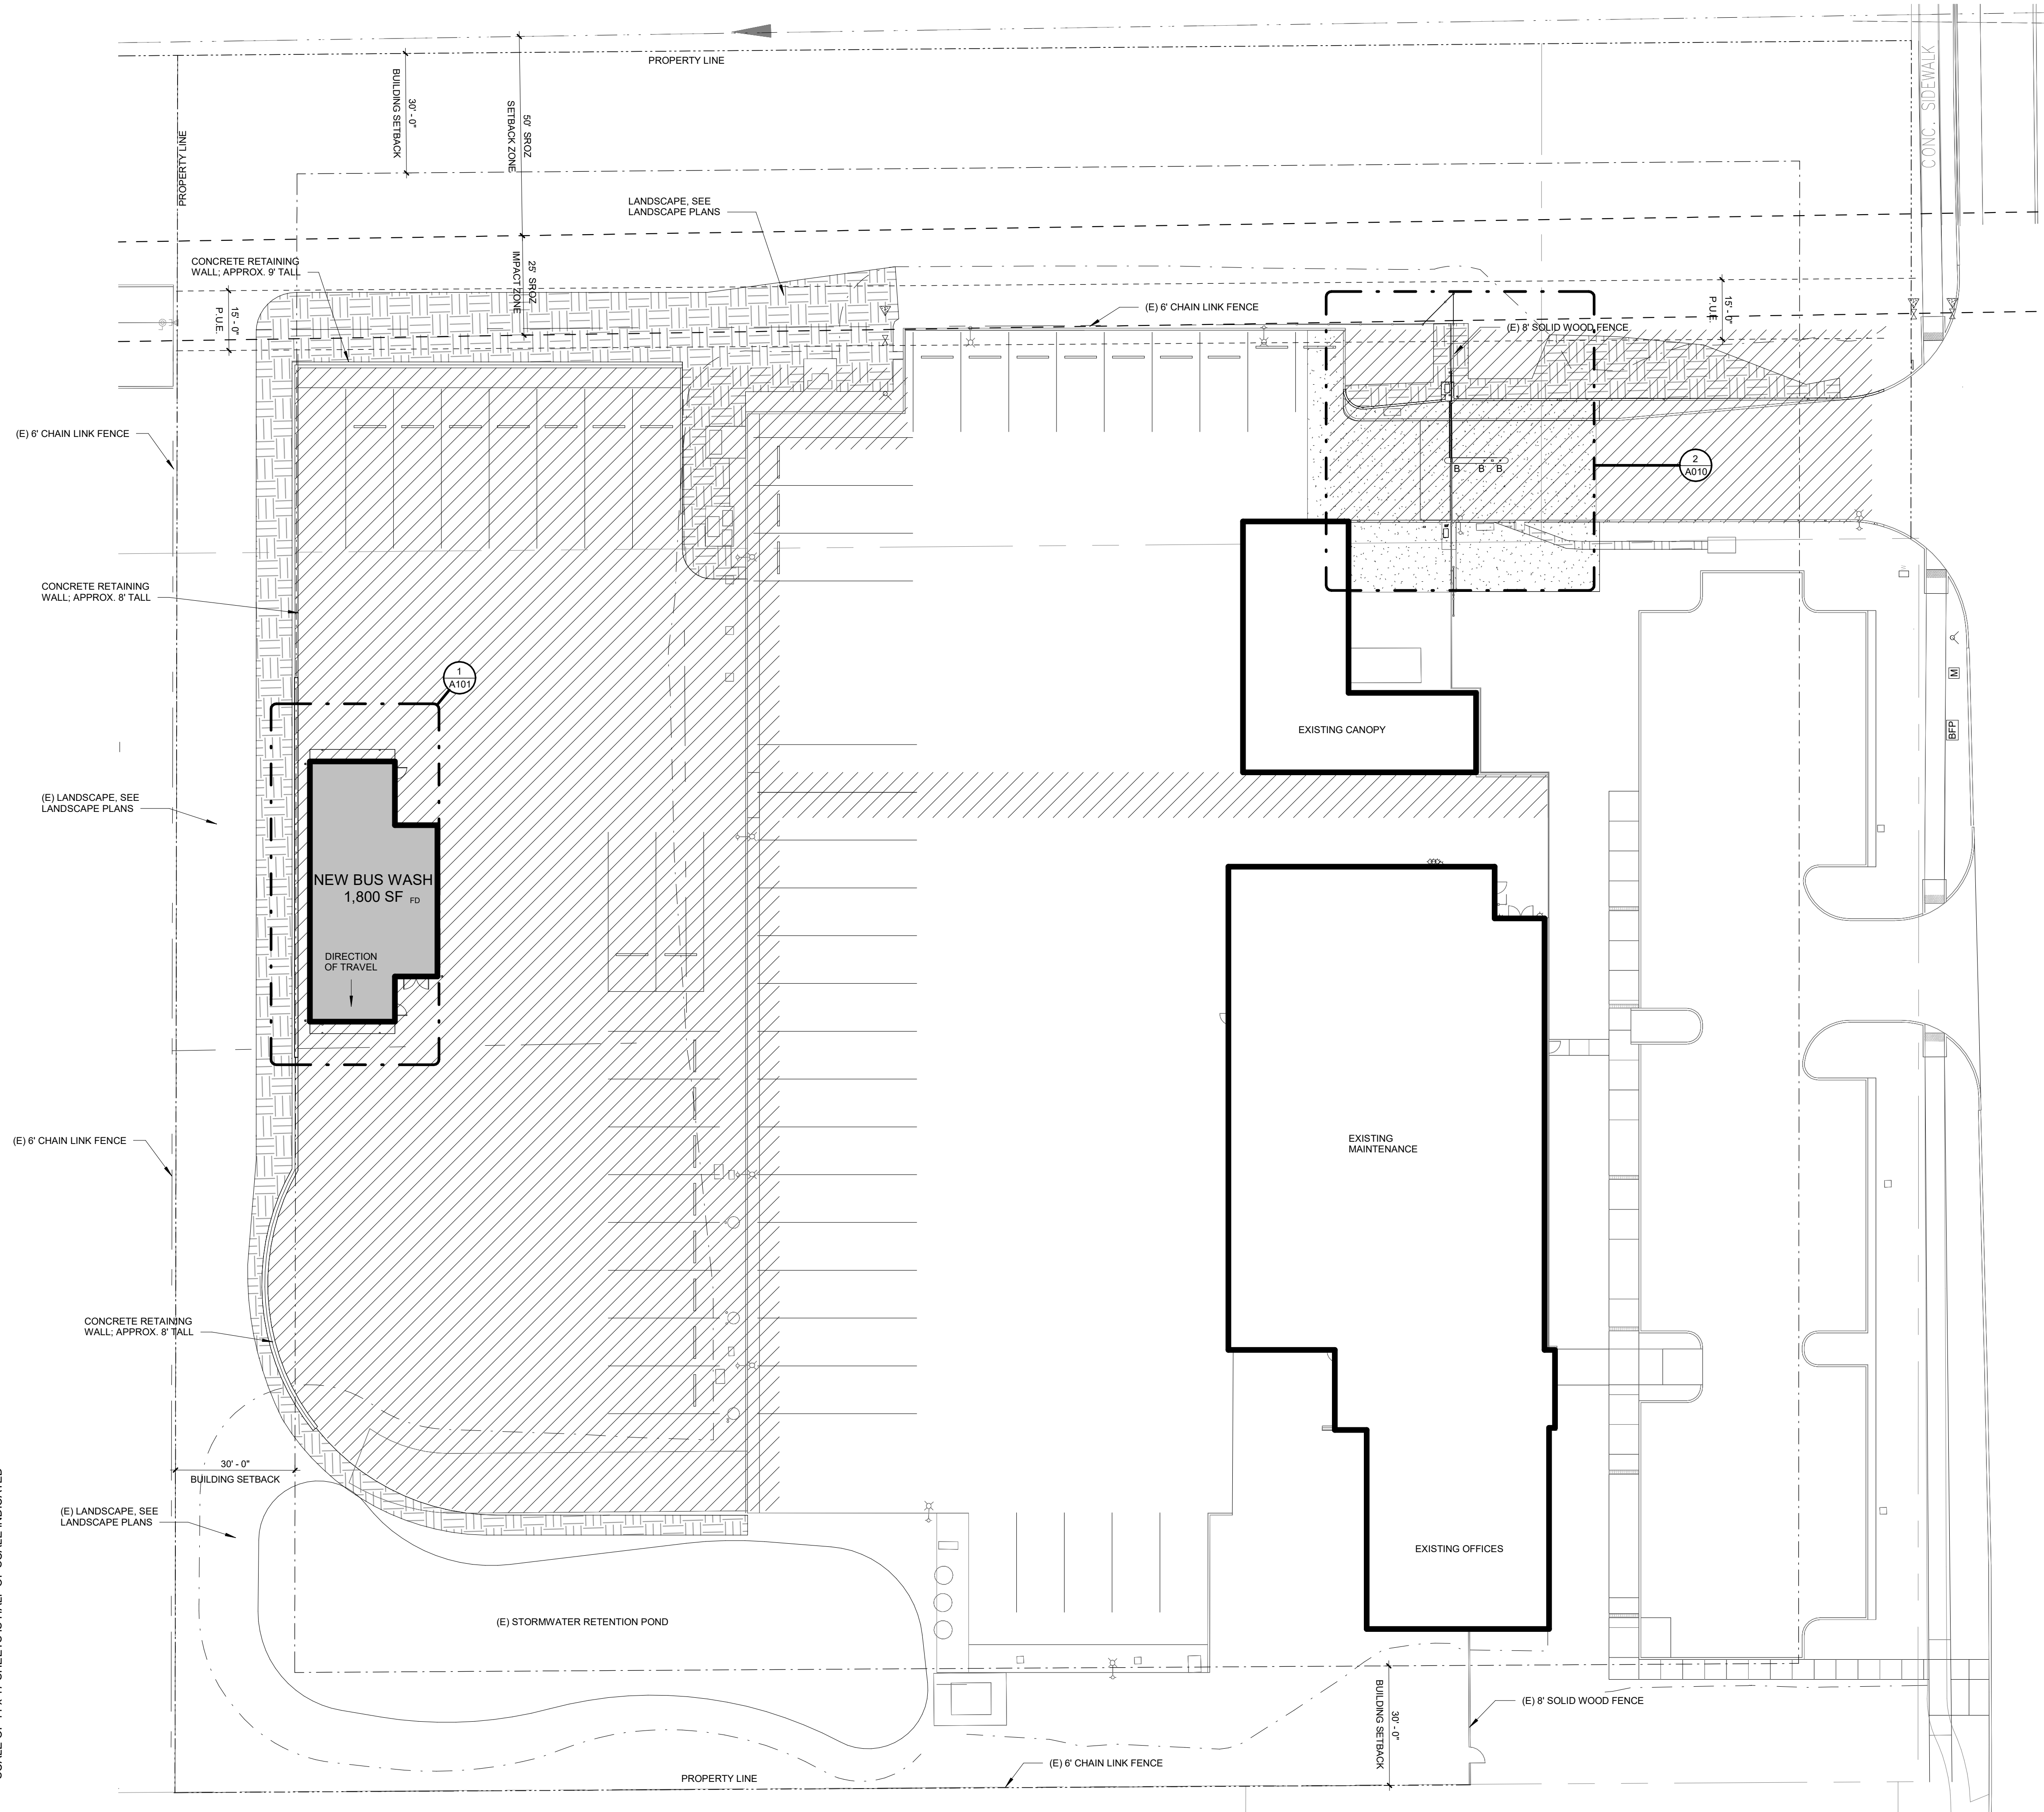 PROPERTY LINE
CONC. SIDEWALK
PROPERTY LINE
30' - 0"
BUILDING SETBACK
50' SROZ
SETBACK ZONE
LANDSCAPE, SEE
LANDSCAPE PLANS
25' SROZ
IMPACT ZONE
CONCRETE RETAINING
WALL; APPROX. 9' TALL
15' - 0"
P.U.E.
(E) 6' CHAIN LINK FENCE
(E) 8' SOLID WOOD FENCE
15' - 0"
P.U.E.
(E) 6' CHAIN LINK FENCE
2
A010
B B B
CONCRETE RETAINING
WALL; APPROX. 8' TALL
1
A101
M
BFP
EXISTING CANOPY
(E) LANDSCAPE, SEE
LANDSCAPE PLANS
NEW BUS WASH
1,800 SF
FD
DIRECTION
OF TRAVEL
(E) 6' CHAIN LINK FENCE
EXISTING
MAINTENANCE
CONCRETE RETAINING
WALL; APPROX. 8' TALL
30' - 0"
BUILDING SETBACK
(E) LANDSCAPE, SEE
LANDSCAPE PLANS
EXISTING OFFICES
(E) STORMWATER RETENTION POND
30' - 0"
BUILDING SETBACK
(E) 8' SOLID WOOD FENCE
(E) 6' CHAIN LINK FENCE
PROPERTY LINE